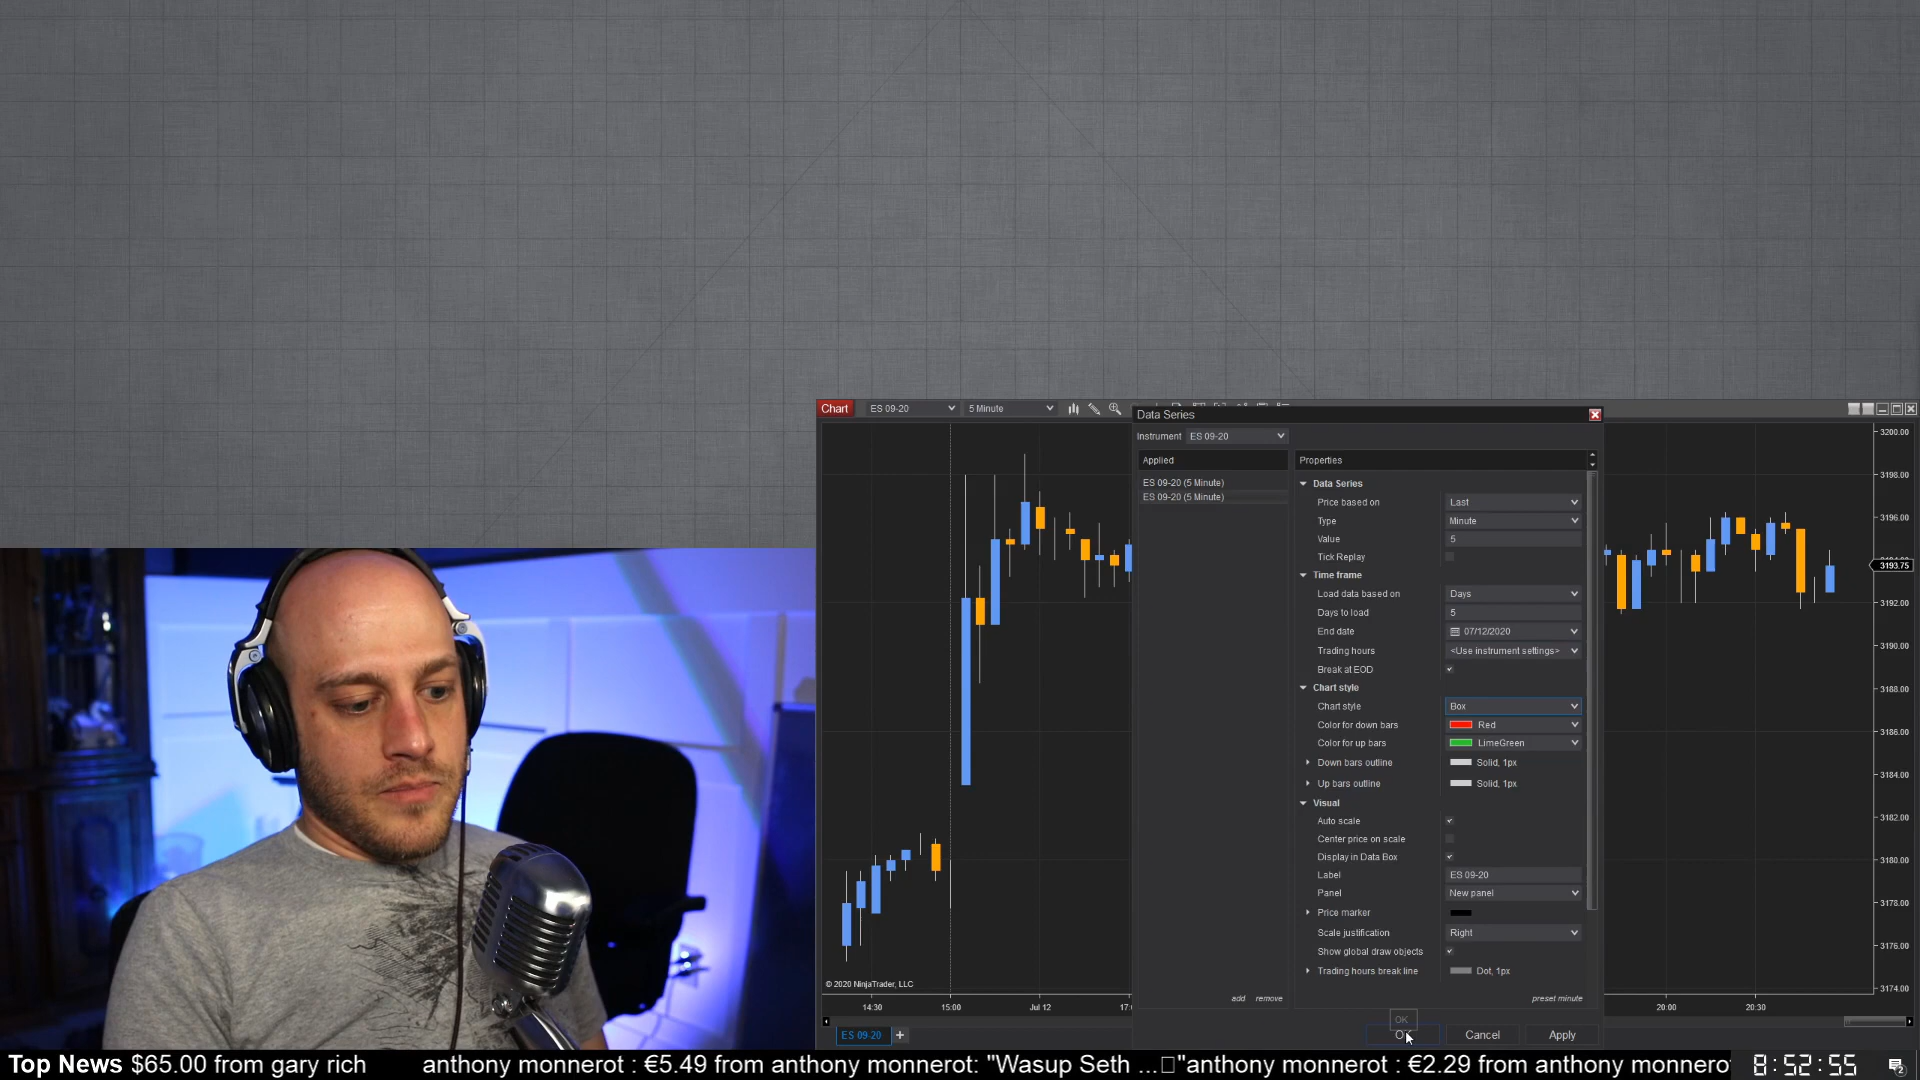 Chart
ES 09-20
5 Minute
Data Series
Instrument ES 09-20
Applied
ES 09-20 (5 Minute)
ES 09-20 (5 Minute)
add remove
Properties
Data Series
Price based on Last
Type Minute
Value 5
Tick Replay
Time frame
Load data based on Days
Days to load 5
End date 07/12/2020
Trading hours <Use instrument settings>
Break at EOD
Chart style
Chart style Box
Color for down bars Red
Color for up bars LimeGreen
Down bars outline Solid, 1px
Up bars outline Solid, 1px
Visual
Auto scale
Center price on scale
Display in Data Box
Label ES 09-20
Panel New panel
Price marker
Scale justification Right
Show global draw objects
Trading hours break line Dot, 1px
preset minute
OK
OK Cancel Apply
3200.00
3198.00
3196.00
3193.75
3192.00
3190.00
3188.00
3186.00
3184.00
3182.00
3180.00
3178.00
3176.00
3174.00
© 2020 NinjaTrader, LLC
14:30 15:00 Jul 12 20:00 20:30
ES 09-20 +
Top News $65.00 from gary rich anthony monnerot : €5.49 from anthony monnerot: "Wasup Seth ...□"anthony monnerot : €2.29 from anthony monnero
8:52:55
2